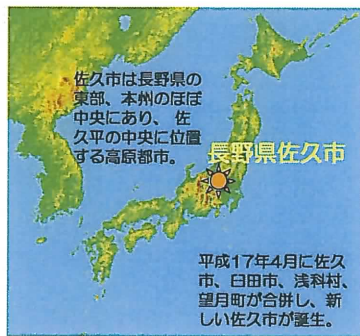 佐久市は長野県の
東部、本州のほぼ
中央にあり、 佐
久平の中央に位置
する高原都市。
長野県佐久市
平成17年4月に佐久
市、臼田市、浅科村、
望月町が合併し、新
しい佐久市が誕生。